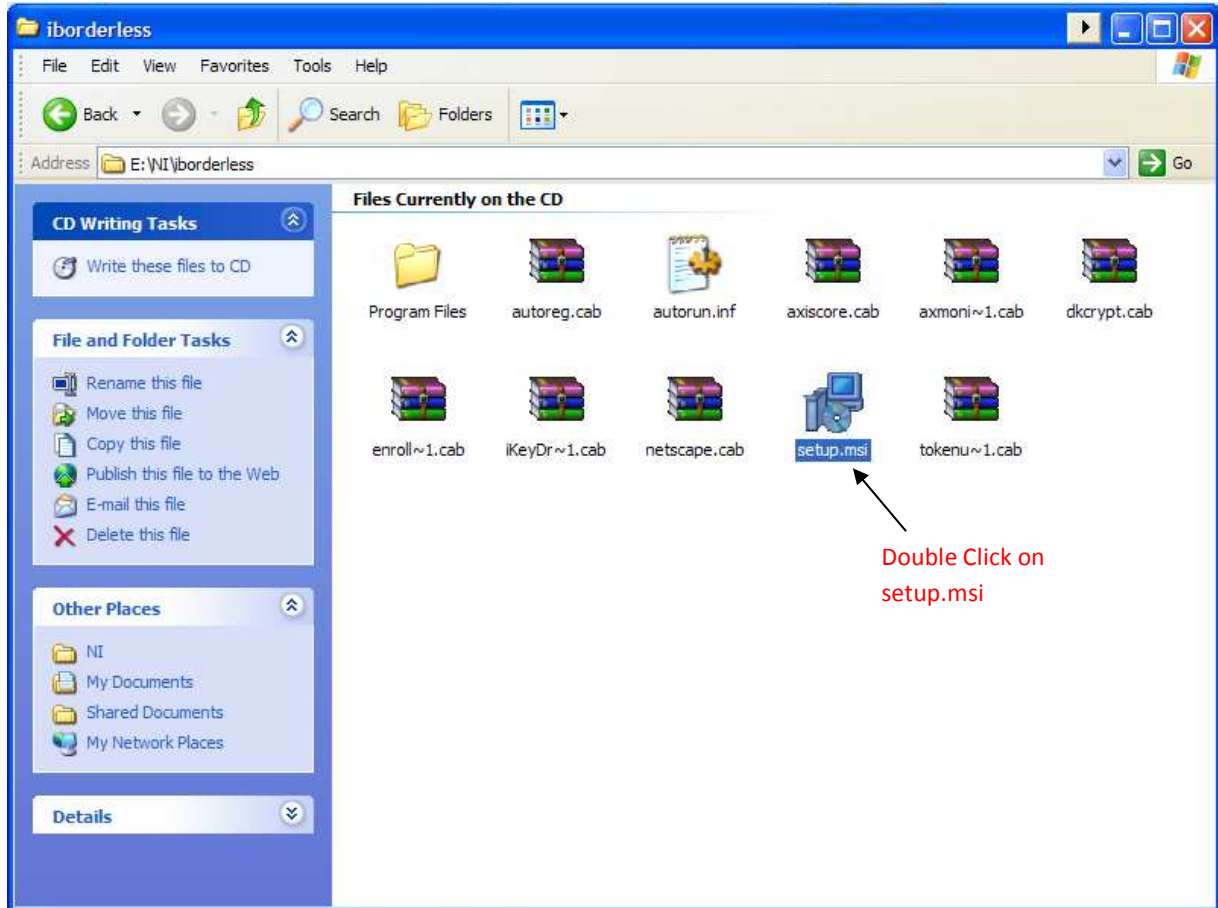 iborderless
File Edit View Favorites Tools Help
Back Search Folders
Address E:\NI\iborderless Go
CD Writing Tasks
Write these files to CD
File and Folder Tasks
Rename this file
Move this file
Copy this file
Publish this file to the Web
E-mail this file
Delete this file
Other Places
NI
My Documents
Shared Documents
My Network Places
Details
Files Currently on the CD
Program Files autoreg.cab autorun.inf axiscore.cab axmoni~1.cab dkcrypt.cab
enroll~1.cab iKeyDr~1.cab netscape.cab setup.msi tokenu~1.cab
Double Click on
setup.msi